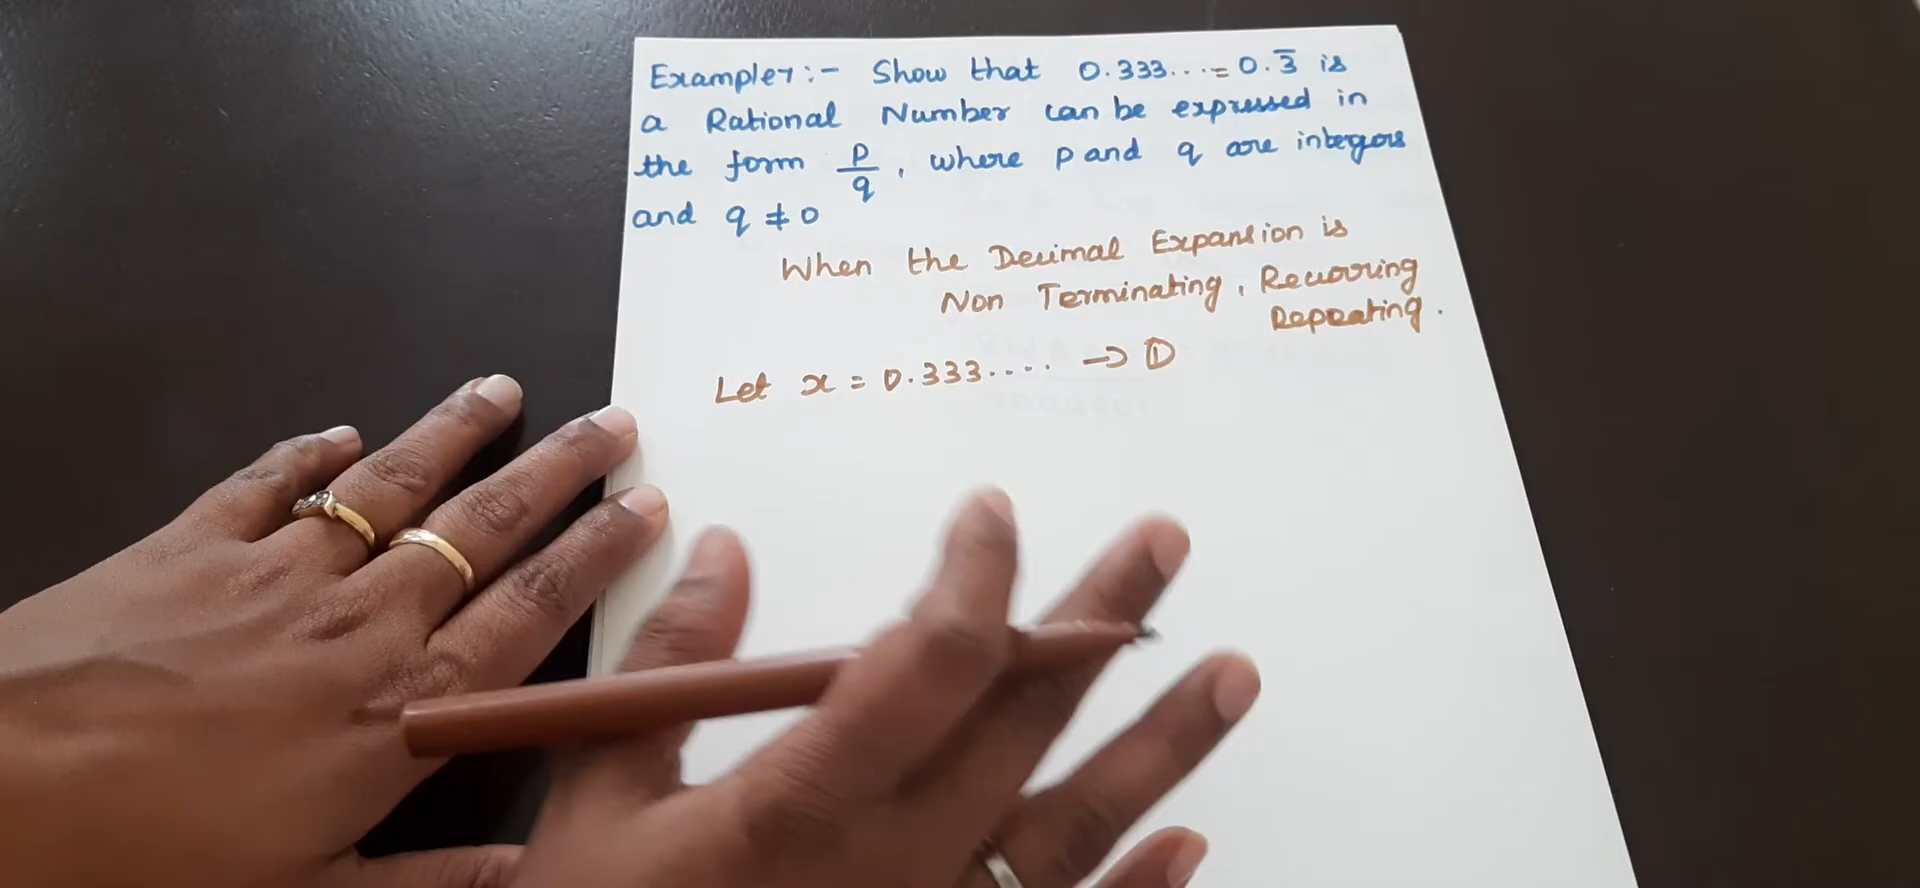 Example7:- Show that 0.333...= 0.3̅ is
a Rational Number can be expressed in
the form p/q, where p and q are integers
and q ≠ 0
When the Decimal Expansion is
Non Terminating, Recurring
Repeating.
Let x = 0.333.... → ①